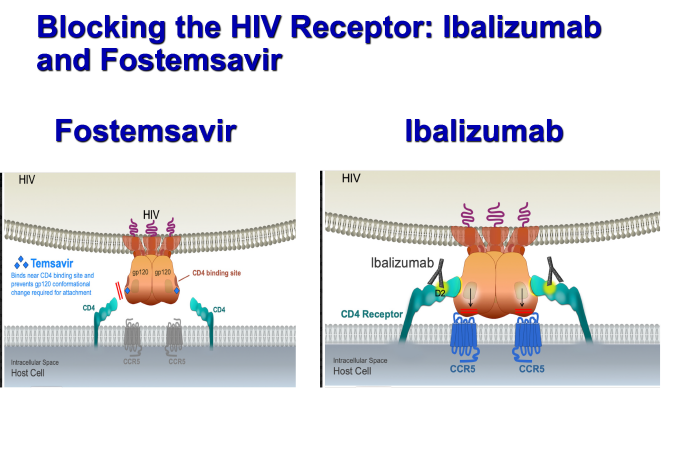 Blocking the HIV Receptor: Ibalizumab
and Fostemsavir
Fostemsavir
HIV
HIV
Temsavir
Binds near CD4 binding site and
prevents gp120 conformational
change required for attachment
gp120 gp120
CD4 binding site
CD4
CD4
CCR5 CCR5
Intracellular Space
Host Cell
Ibalizumab
HIV
Ibalizumab
D2
CD4 Receptor
CCR5 CCR5
Intracellular Space
Host Cell